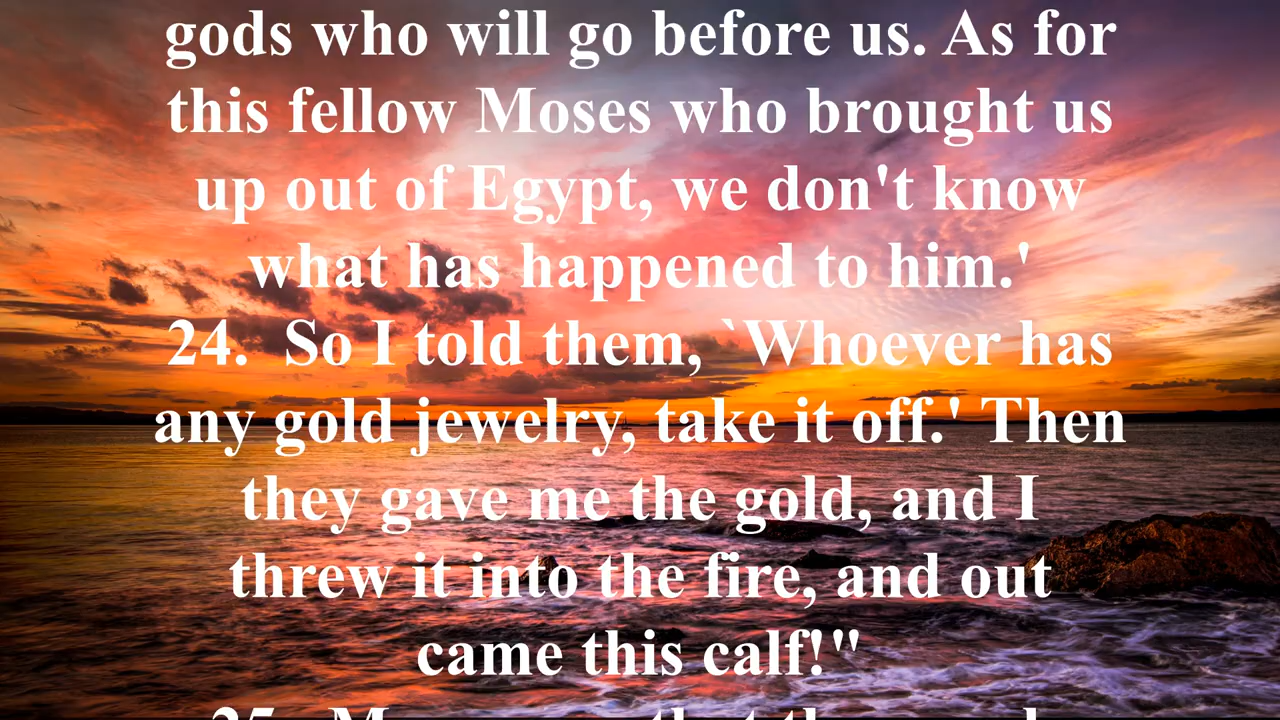 gods who will go before us. As for
this fellow Moses who brought us
up out of Egypt, we don't know
what has happened to him.'
24.  So I told them, `Whoever has
any gold jewelry, take it off.' Then
they gave me the gold, and I
threw it into the fire, and out
came this calf!"